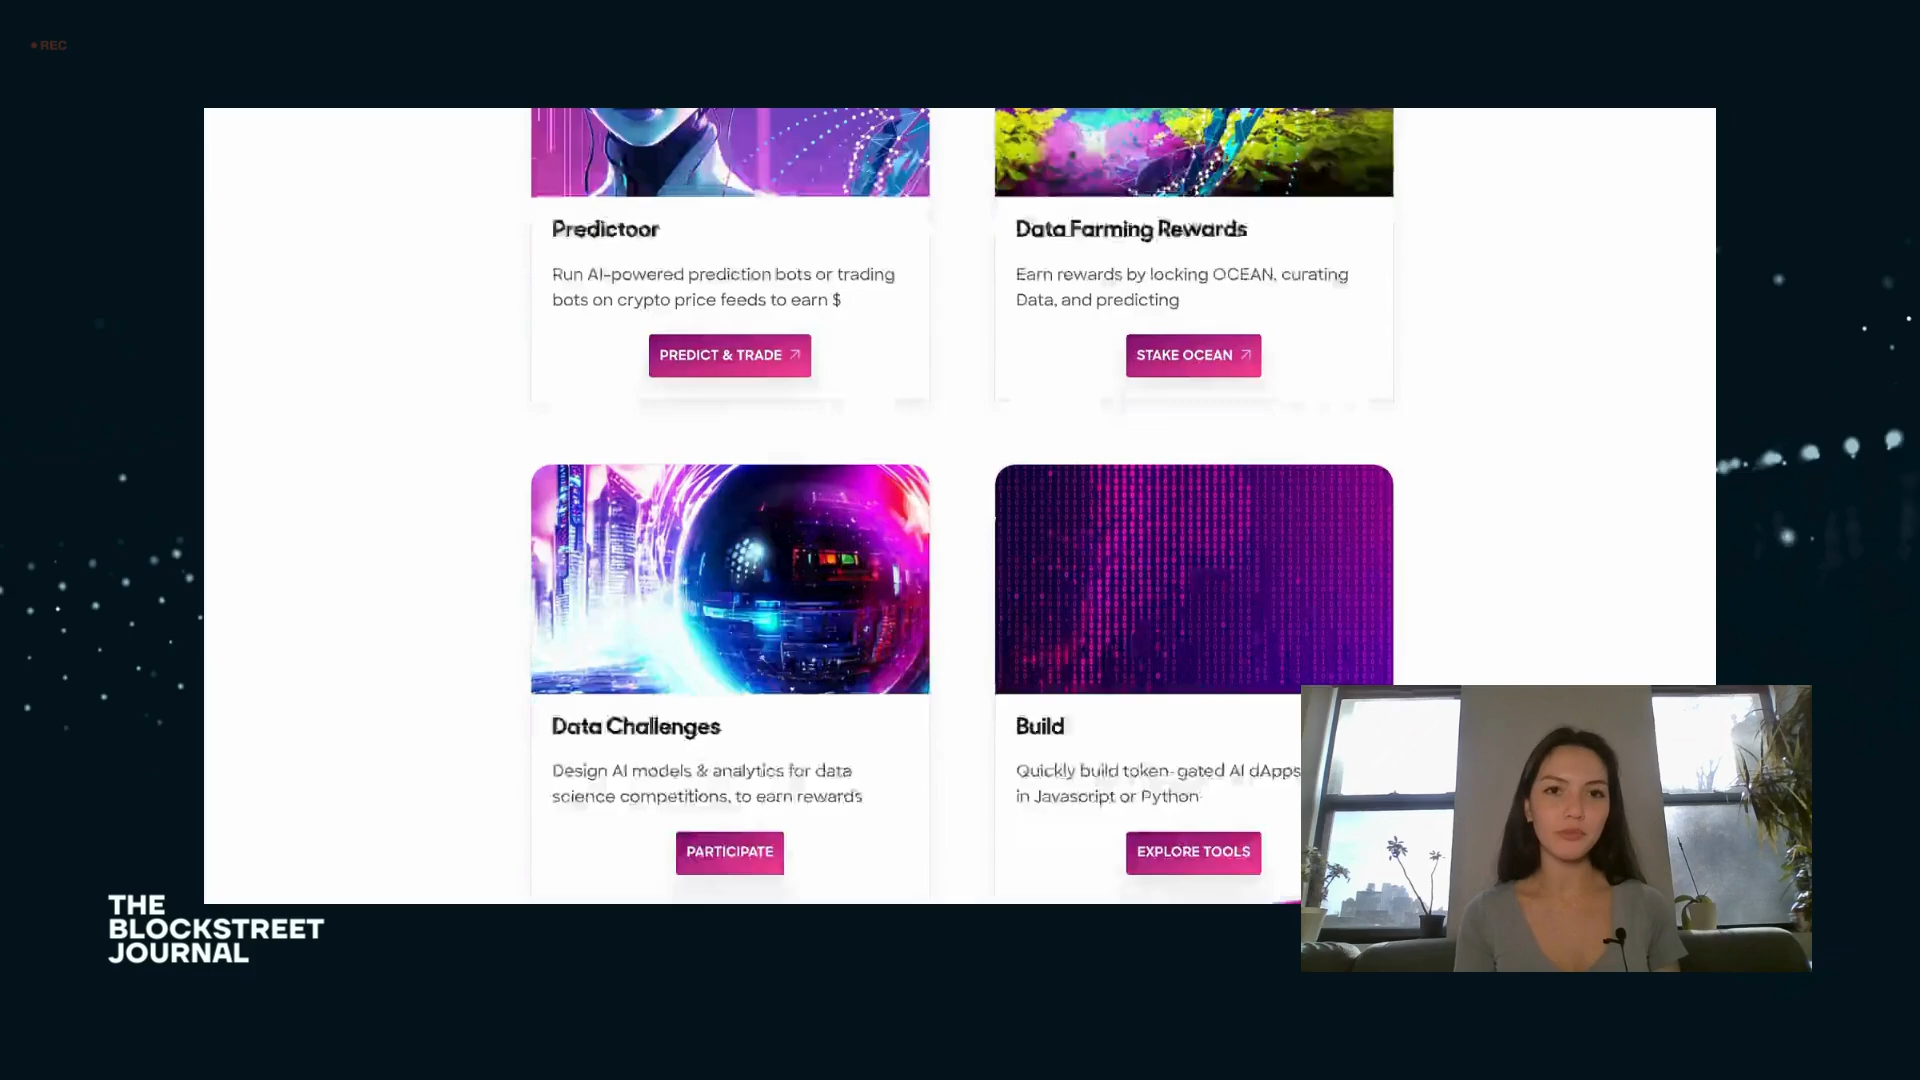 • REC
Predictoor
Run AI-powered prediction bots or trading
bots on crypto price feeds to earn $
PREDICT & TRADE
Data Farming Rewards
Earn rewards by locking OCEAN, curating
Data, and predicting
STAKE OCEAN
Data Challenges
Design AI models & analytics for data
science competitions, to earn rewards
PARTICIPATE
Build
Quickly build token-gated AI dApps
in Javascript or Python
EXPLORE TOOLS
THE
BLOCKSTREET
JOURNAL